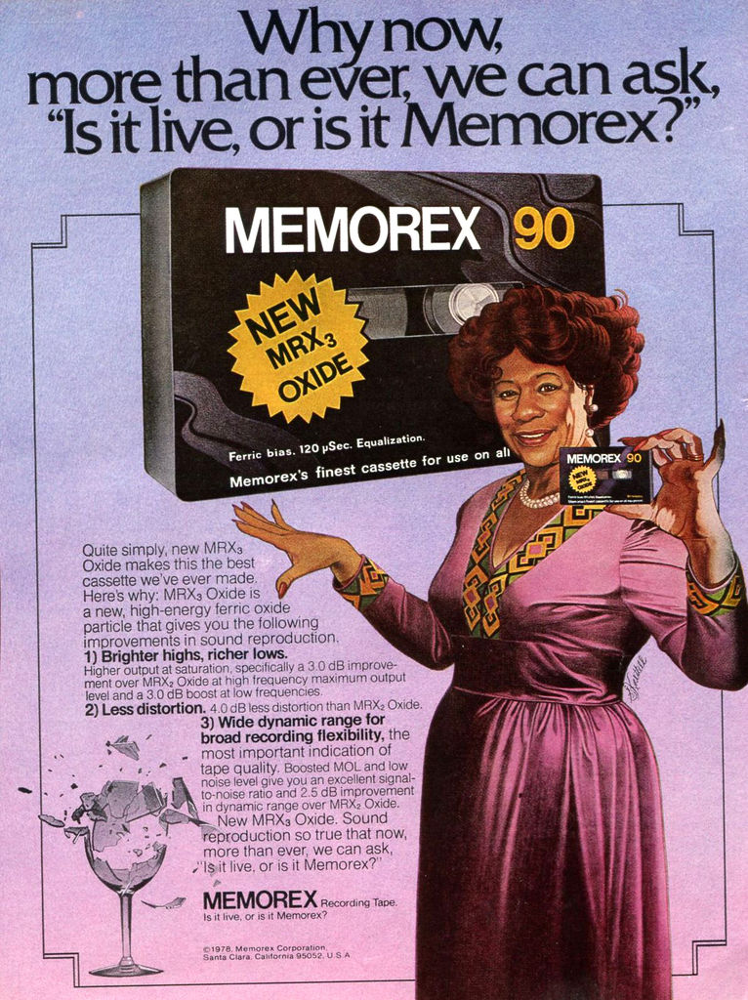 Why now,
more than ever, we can ask,
“Is it live, or is it Memorex?”
MEMOREX 90
NEW
MRX3
OXIDE
Ferric bias. 120 µSec. Equalization.
Memorex's finest cassette for use on all
MEMOREX 90
NEW
MRX3
OXIDE
Quite simply, new MRX3
Oxide makes this the best
cassette we've ever made.
Here's why: MRX3 Oxide is
a new, high-energy ferric oxide
particle that gives you the following
improvements in sound reproduction.
1) Brighter highs, richer lows.
Higher output at saturation, specifically a 3.0 dB improve-
ment over MRX2 Oxide at high frequency maximum output
level and a 3.0 dB boost at low frequencies.
2) Less distortion. 4.0 dB less distortion than MRX2 Oxide.
3) Wide dynamic range for
broad recording flexibility, the
most important indication of
tape quality. Boosted MOL and low
noise level give you an excellent signal-
to-noise ratio and 2.5 dB improvement
in dynamic range over MRX2 Oxide.
New MRX3 Oxide. Sound
reproduction so true that now,
more than ever, we can ask,
“Is it live, or is it Memorex?”
MEMOREX Recording Tape.
Is it live, or is it Memorex?
©1978, Memorex Corporation,
Santa Clara, California 95052, U.S.A.